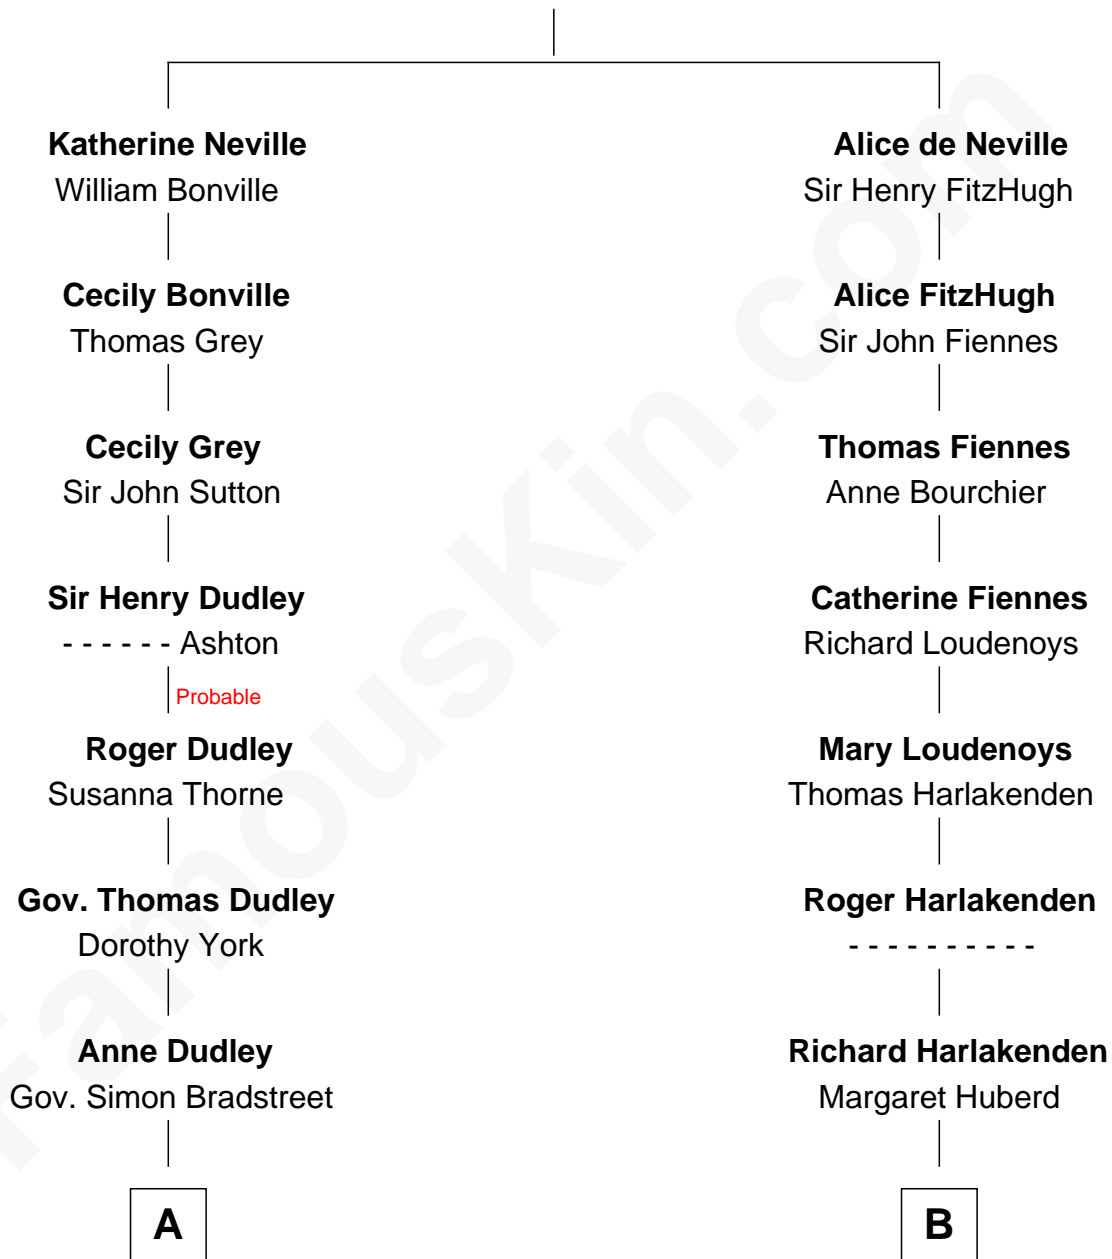 Katherine Neville
William Bonville
Cecily Bonville
Thomas Grey
Cecily Grey
Sir John Sutton
Sir Henry Dudley
- - - - - - Ashton
Probable
Roger Dudley
Susanna Thorne
Gov. Thomas Dudley
Dorothy York
Anne Dudley
Gov. Simon Bradstreet
A
Alice de Neville
Sir Henry FitzHugh
Alice FitzHugh
Sir John Fiennes
Thomas Fiennes
Anne Bourchier
Catherine Fiennes
Richard Loudenoys
Mary Loudenoys
Thomas Harlakenden
Roger Harlakenden
- - - - - - - - - -
Richard Harlakenden
Margaret Huberd
B
FamousKin.com